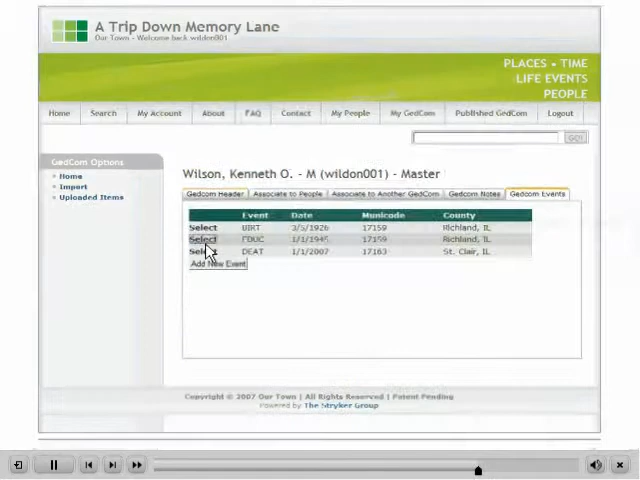 A Trip Down Memory Lane
Our Town - Welcome back wildon001
PLACES • TIME
LIFE EVENTS
PEOPLE
Home Search My Account About FAQ Contact My People My GedCom Published GedCom Logout
GO!
GedCom Options
Home
Import
Uploaded Items
Wilson, Kenneth O. - M (wildon001) - Master
Gedcom Header Associate to People Associate to Another GedCom Gedcom Notes Gedcom Events
Event Date Municode County
Select BIRT 3/5/1926 17159 Richland, IL
Select EDUC 1/1/1945 17159 Richland, IL
Select DEAT 1/1/2007 17163 St. Clair, IL
Add New Event
Copyright © 2007 Our Town | All Rights Reserved | Patent Pending
Powered by The Stryker Group